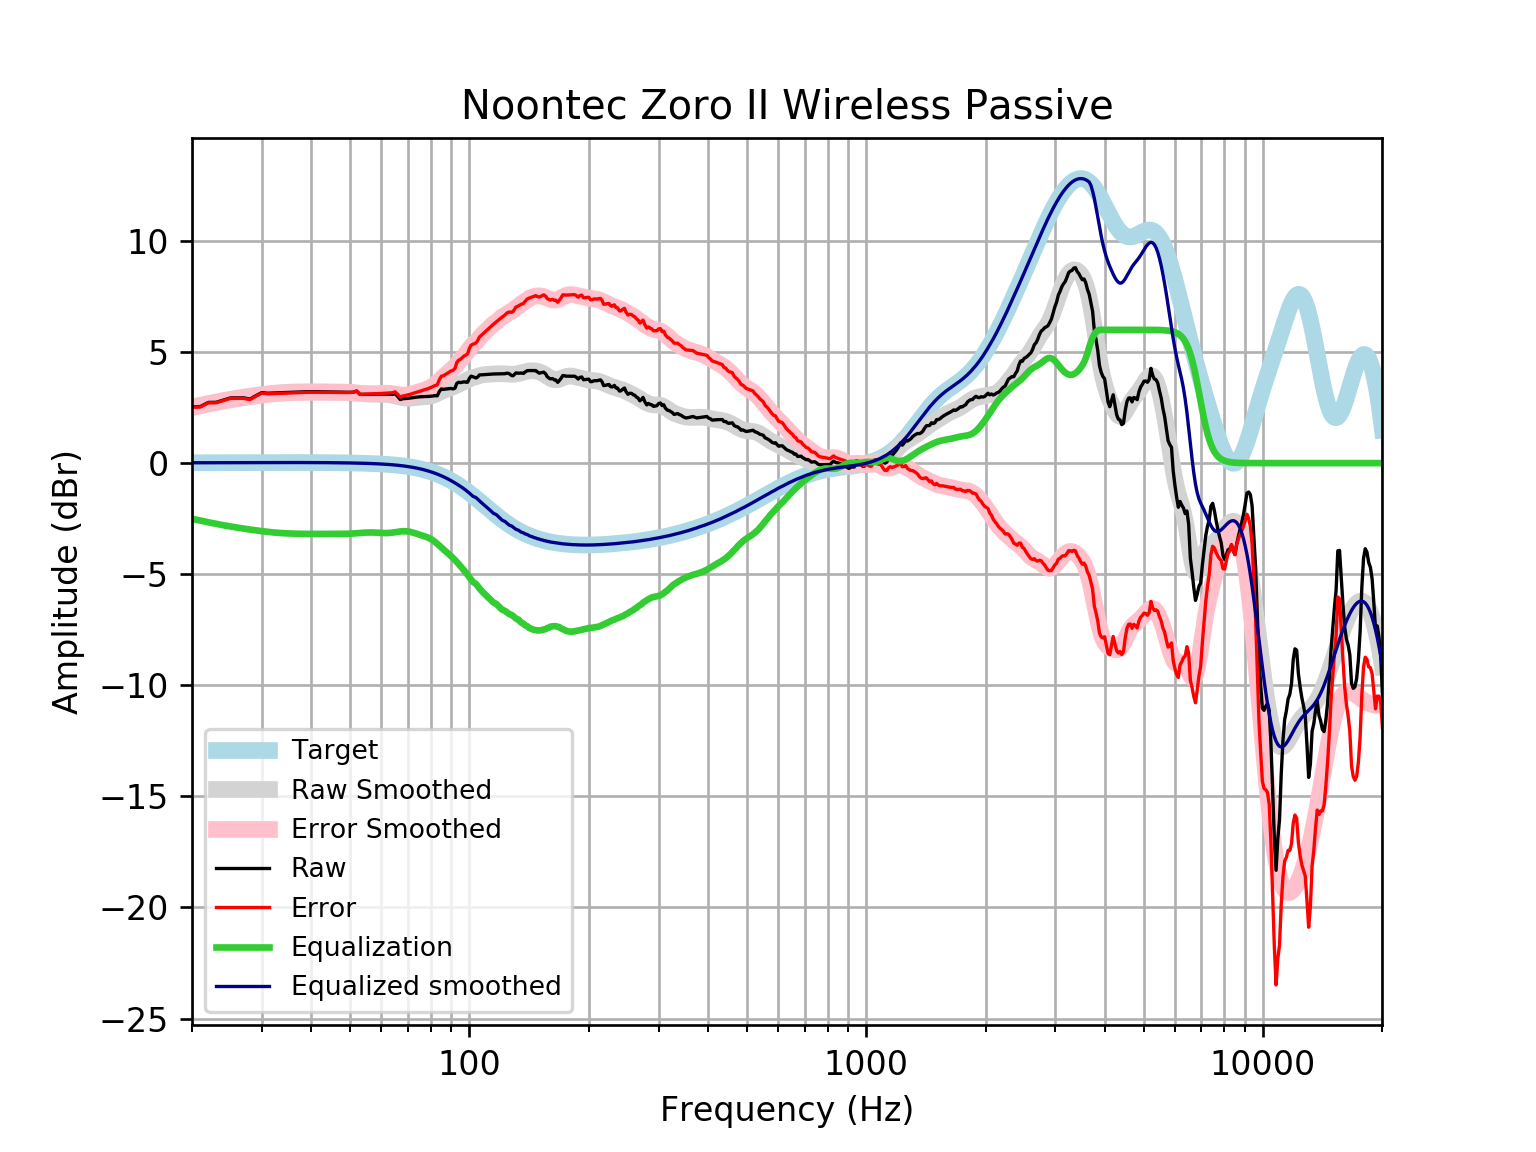 Noontec Zoro II Wireless Passive
Amplitude (dBr)
10
5
0
−5
−10
−15
−20
−25
Target
Raw Smoothed
Error Smoothed
Raw
Error
Equalization
Equalized smoothed
100
1000
10000
Frequency (Hz)